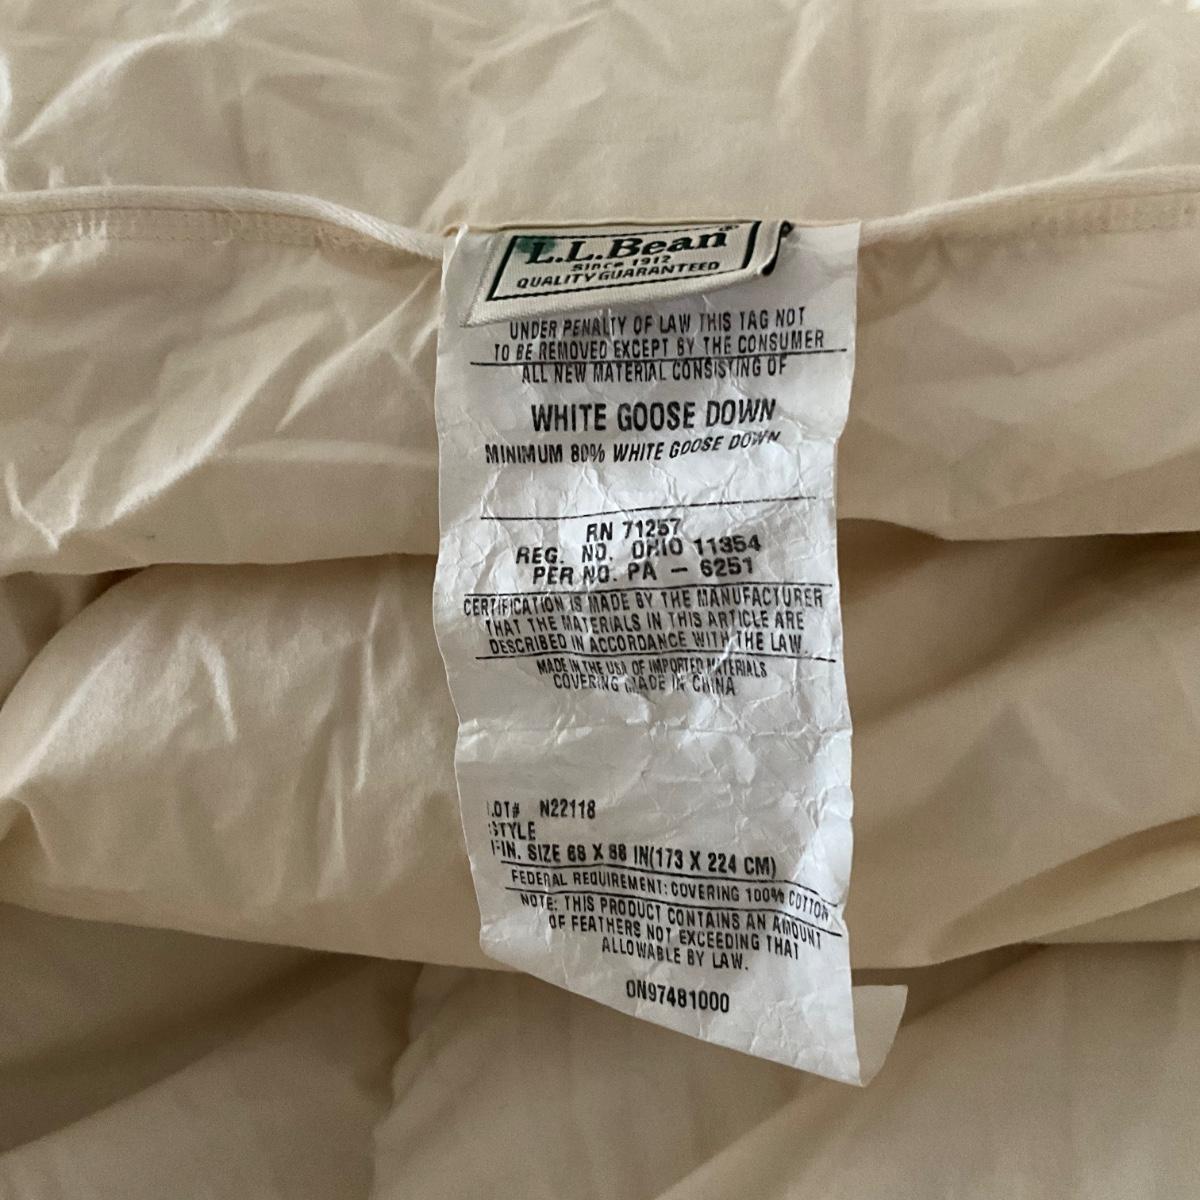 L.L.Bean®
Since 1912
QUALITY GUARANTEED
UNDER PENALTY OF LAW THIS TAG NOT
TO BE REMOVED EXCEPT BY THE CONSUMER
ALL NEW MATERIAL CONSISTING OF
WHITE GOOSE DOWN
MINIMUM 80% WHITE GOOSE DOWN
RN 71257
REG. NO. OHIO 11354
PER NO. PA - 6251
CERTIFICATION IS MADE BY THE MANUFACTURER
THAT THE MATERIALS IN THIS ARTICLE ARE
DESCRIBED IN ACCORDANCE WITH THE LAW.
MADE IN THE USA OF IMPORTED MATERIALS
COVERING MADE IN CHINA
LOT# N22118
STYLE
FIN. SIZE 68 X 88 IN(173 X 224 CM)
FEDERAL REQUIREMENT: COVERING 100% COTTON
NOTE: THIS PRODUCT CONTAINS AN AMOUNT
OF FEATHERS NOT EXCEEDING THAT
ALLOWABLE BY LAW.
0N97481000